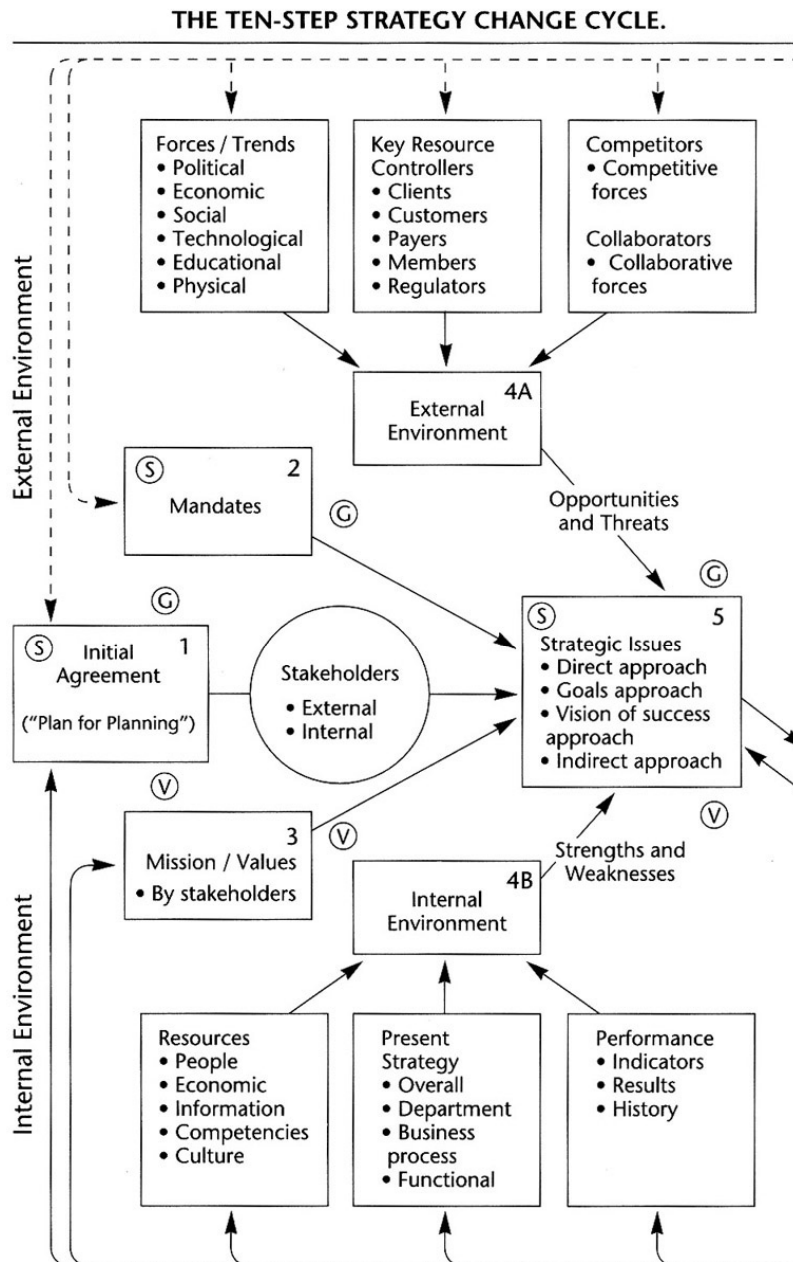 THE TEN-STEP STRATEGY CHANGE CYCLE.
External Environment
Forces / Trends
• Political
• Economic
• Social
• Technological
• Educational
• Physical
Key Resource
Controllers
• Clients
• Customers
• Payers
• Members
• Regulators
Competitors
• Competitive
forces
Collaborators
• Collaborative
forces
4A
External
Environment
S
2
Mandates
G
Opportunities
and Threats
G
S
1
Initial
Agreement
("Plan for Planning")
Stakeholders
• External
• Internal
G
S
5
Strategic Issues
• Direct approach
• Goals approach
• Vision of success
approach
• Indirect approach
V
V
3
Mission / Values
• By stakeholders
V
4B
Internal
Environment
Strengths and
Weaknesses
Internal Environment
Resources
• People
• Economic
• Information
• Competencies
• Culture
Present
Strategy
• Overall
• Department
• Business
process
• Functional
Performance
• Indicators
• Results
• History